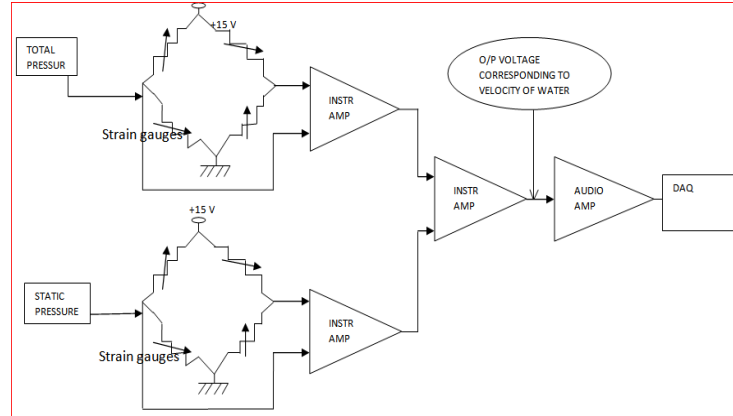 +15 V
TOTAL
PRESSUR
Strain gauges
INSTR
AMP
O/P VOLTAGE
CORRESPONDING TO
VELOCITY OF WATER
INSTR
AMP
AUDIO
AMP
DAQ
+15 V
STATIC
PRESSURE
Strain gauges
INSTR
AMP